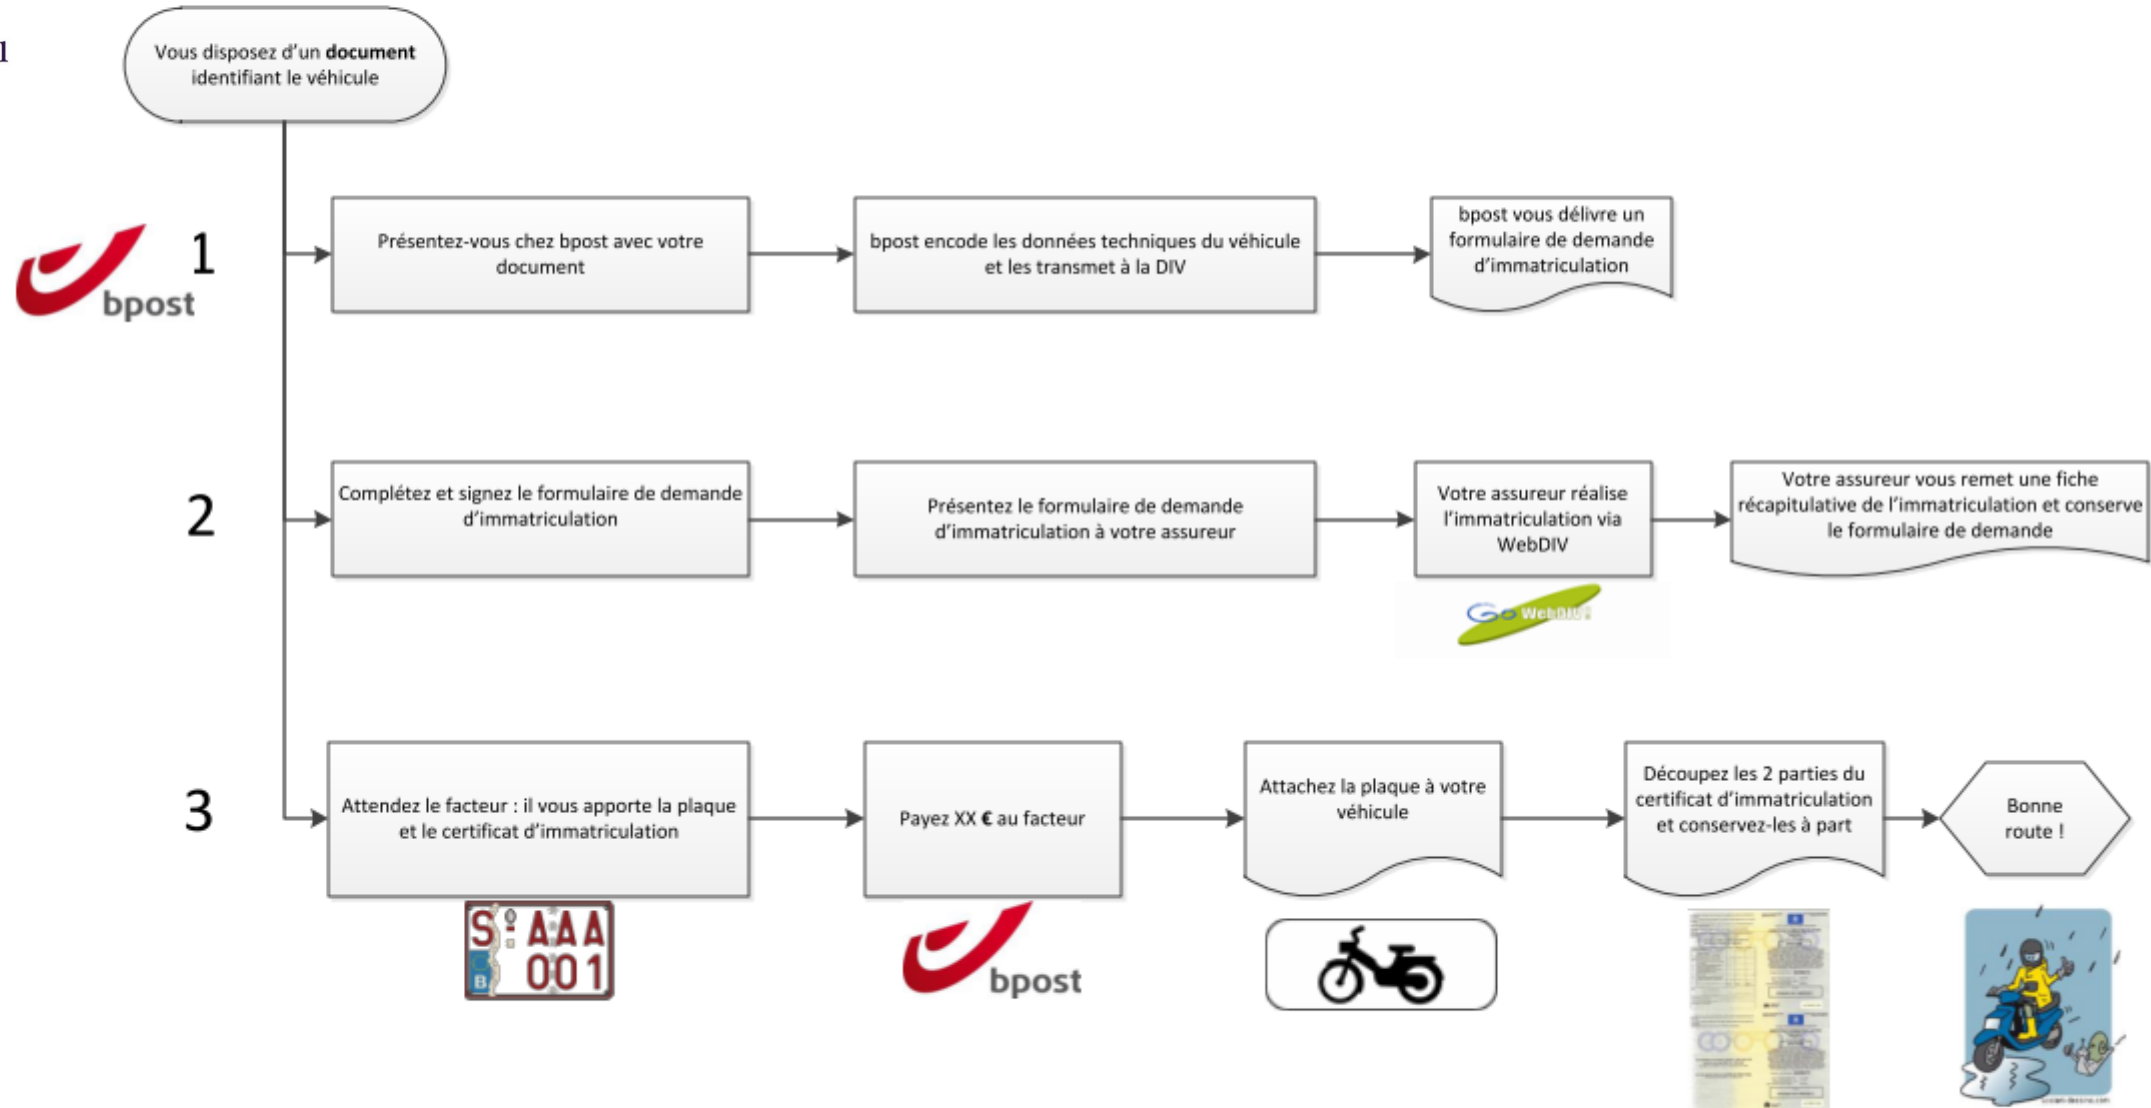 l
Vous disposez d'un document
identifiant le véhicule
bpost
1
Présentez-vous chez bpost avec votre
document
bpost encode les données techniques du véhicule
et les transmet à la DIV
bpost vous délivre un
formulaire de demande
d'immatriculation
2
Complétez et signez le formulaire de demande
d'immatriculation
Présentez le formulaire de demande
d'immatriculation à votre assureur
Votre assureur réalise
l'immatriculation via
WebDIV
Go WebDIV!
Votre assureur vous remet une fiche
récapitulative de l'immatriculation et conserve
le formulaire de demande
3
Attendez le facteur : il vous apporte la plaque
et le certificat d'immatriculation
S AAA
B 001
Payez XX € au facteur
bpost
Attachez la plaque à votre
véhicule
Découpez les 2 parties du
certificat d'immatriculation
et conservez-les à part
Bonne
route !